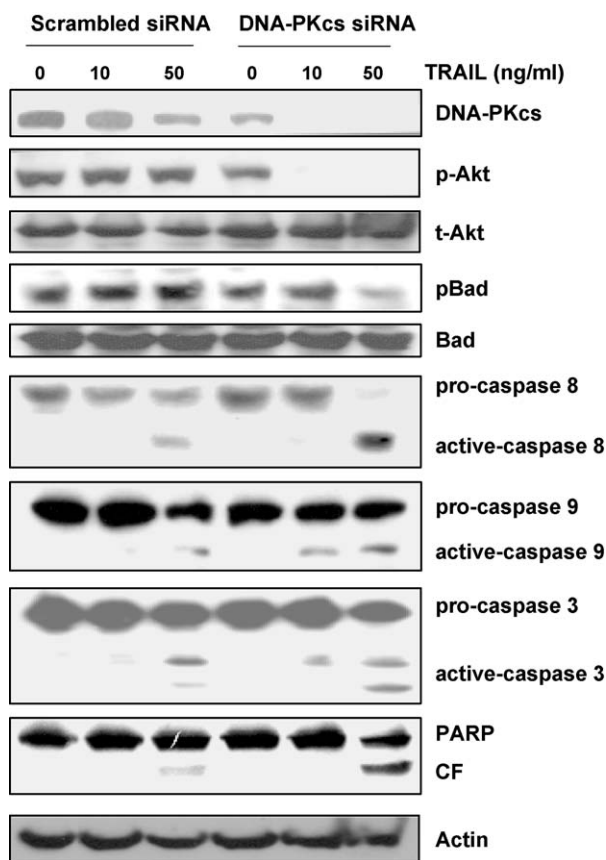 Scrambled siRNA DNA-PKcs siRNA
0 10 50 0 10 50 TRAIL (ng/ml)
DNA-PKcs
p-Akt
t-Akt
pBad
Bad
pro-caspase 8
active-caspase 8
pro-caspase 9
active-caspase 9
pro-caspase 3
active-caspase 3
PARP
CF
Actin